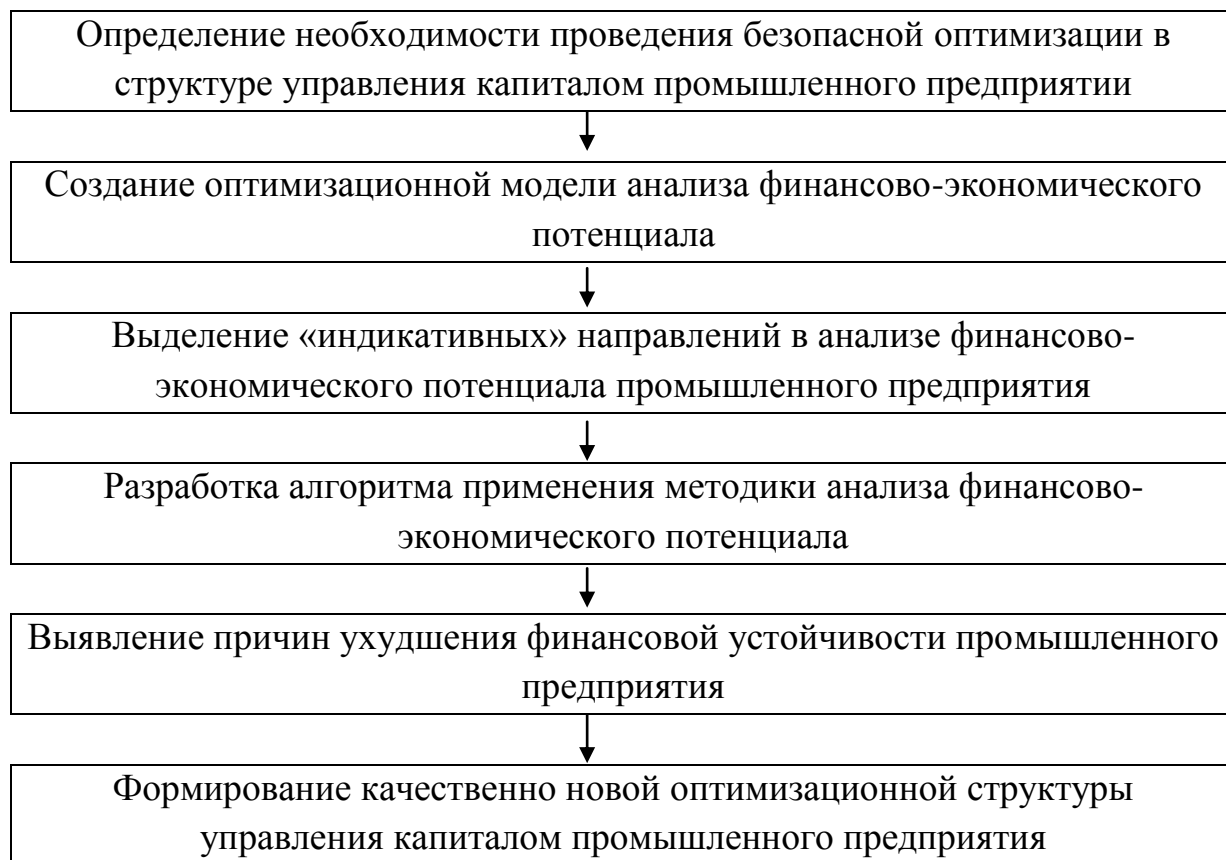 Определение необходимости проведения безопасной оптимизации в
структуре управления капиталом промышленного предприятии
Создание оптимизационной модели анализа финансово-экономического
потенциала
Выделение «индикативных» направлений в анализе финансово-
экономического потенциала промышленного предприятия
Разработка алгоритма применения методики анализа финансово-
экономического потенциала
Выявление причин ухудшения финансовой устойчивости промышленного
предприятия
Формирование качественно новой оптимизационной структуры
управления капиталом промышленного предприятия